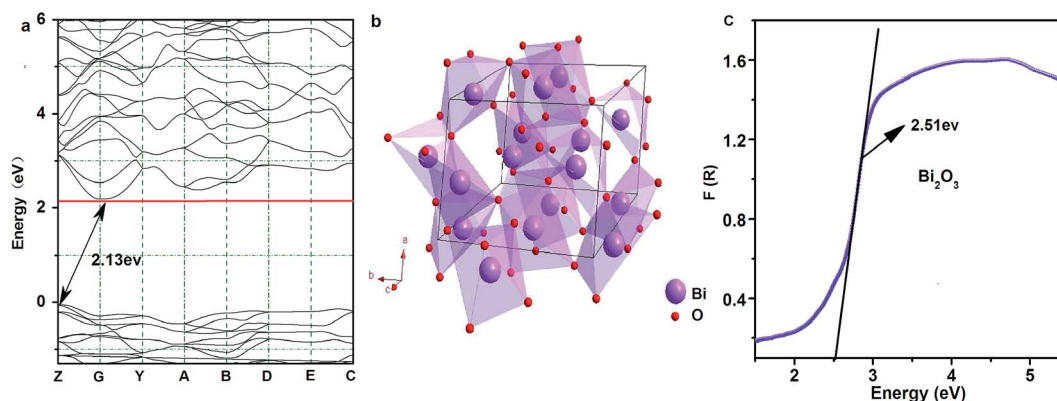 a
6
4
2
0
Energy (eV)
2.13ev
Z G Y A B D E C
b
a
b
c
Bi
O
C
1.6
1.2
0.8
0.4
F (R)
2.51ev
Bi₂O₃
2 3 4 5
Energy (eV)